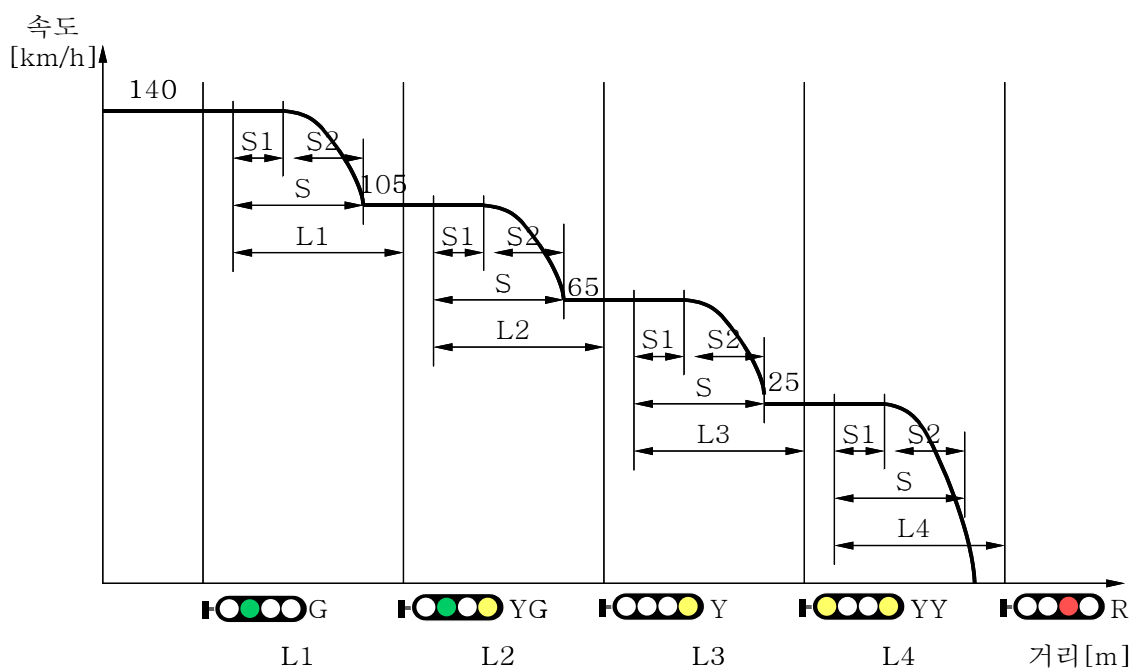 속도
[km/h]
140
S1 S2
S
105
L1
S1 S2
S
65
L2
S1 S2
S
25
L3
S1 S2
S
L4
G YG Y YY R
L1 L2 L3 L4 거리[m]